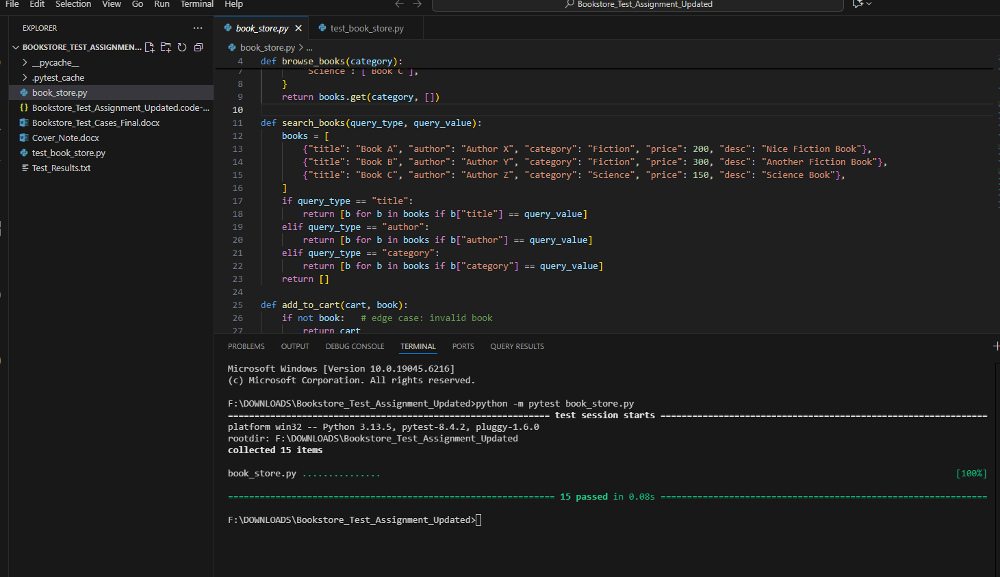 File Edit Selection View Go Run Terminal Help
Bookstore_Test_Assignment_Updated
EXPLORER
BOOKSTORE_TEST_ASSIGNMEN...
__pycache__
.pytest_cache
book_store.py
Bookstore_Test_Assignment_Updated.code-...
Bookstore_Test_Cases_Final.docx
Cover_Note.docx
test_book_store.py
Test_Results.txt
book_store.py test_book_store.py
book_store.py > ...
4 def browse_books(category):
7 "Science": ["Book C"],
8 }
9 return books.get(category, [])
10
11 def search_books(query_type, query_value):
12 books = [
13 {"title": "Book A", "author": "Author X", "category": "Fiction", "price": 200, "desc": "Nice Fiction Book"},
14 {"title": "Book B", "author": "Author Y", "category": "Fiction", "price": 300, "desc": "Another Fiction Book"},
15 {"title": "Book C", "author": "Author Z", "category": "Science", "price": 150, "desc": "Science Book"},
16 ]
17 if query_type == "title":
18 return [b for b in books if b["title"] == query_value]
19 elif query_type == "author":
20 return [b for b in books if b["author"] == query_value]
21 elif query_type == "category":
22 return [b for b in books if b["category"] == query_value]
23 return []
24
25 def add_to_cart(cart, book):
26 if not book: # edge case: invalid book
27 return cart
PROBLEMS OUTPUT DEBUG CONSOLE TERMINAL PORTS QUERY RESULTS
Microsoft Windows [Version 10.0.19045.6216]
(c) Microsoft Corporation. All rights reserved.
F:\DOWNLOADS\Bookstore_Test_Assignment_Updated>python -m pytest book_store.py
============================================================= test session starts ==============================================================
platform win32 -- Python 3.13.5, pytest-8.4.2, pluggy-1.6.0
rootdir: F:\DOWNLOADS\Bookstore_Test_Assignment_Updated
collected 15 items
book_store.py ............... [100%]
============================================================== 15 passed in 0.08s ==============================================================
F:\DOWNLOADS\Bookstore_Test_Assignment_Updated>